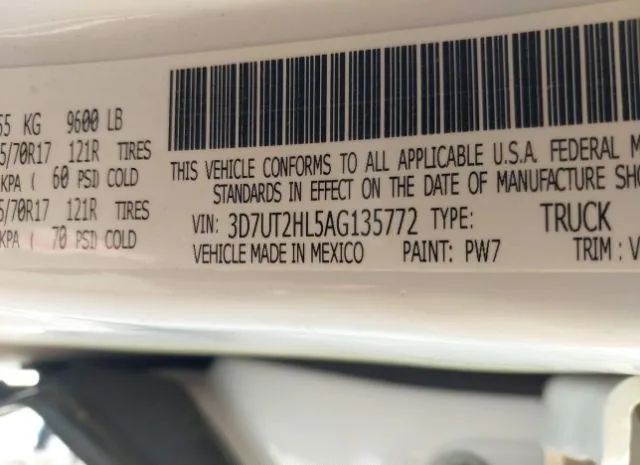 55 KG 9600 LB
5/70R17 121R TIRES
KPA ( 60 PSI) COLD
5/70R17 121R TIRES
KPA ( 70 PSI) COLD
THIS VEHICLE CONFORMS TO ALL APPLICABLE U.S.A. FEDERAL M
STANDARDS IN EFFECT ON THE DATE OF MANUFACTURE SHO
VIN: 3D7UT2HL5AG135772 TYPE: TRUCK
VEHICLE MADE IN MEXICO PAINT: PW7 TRIM : V